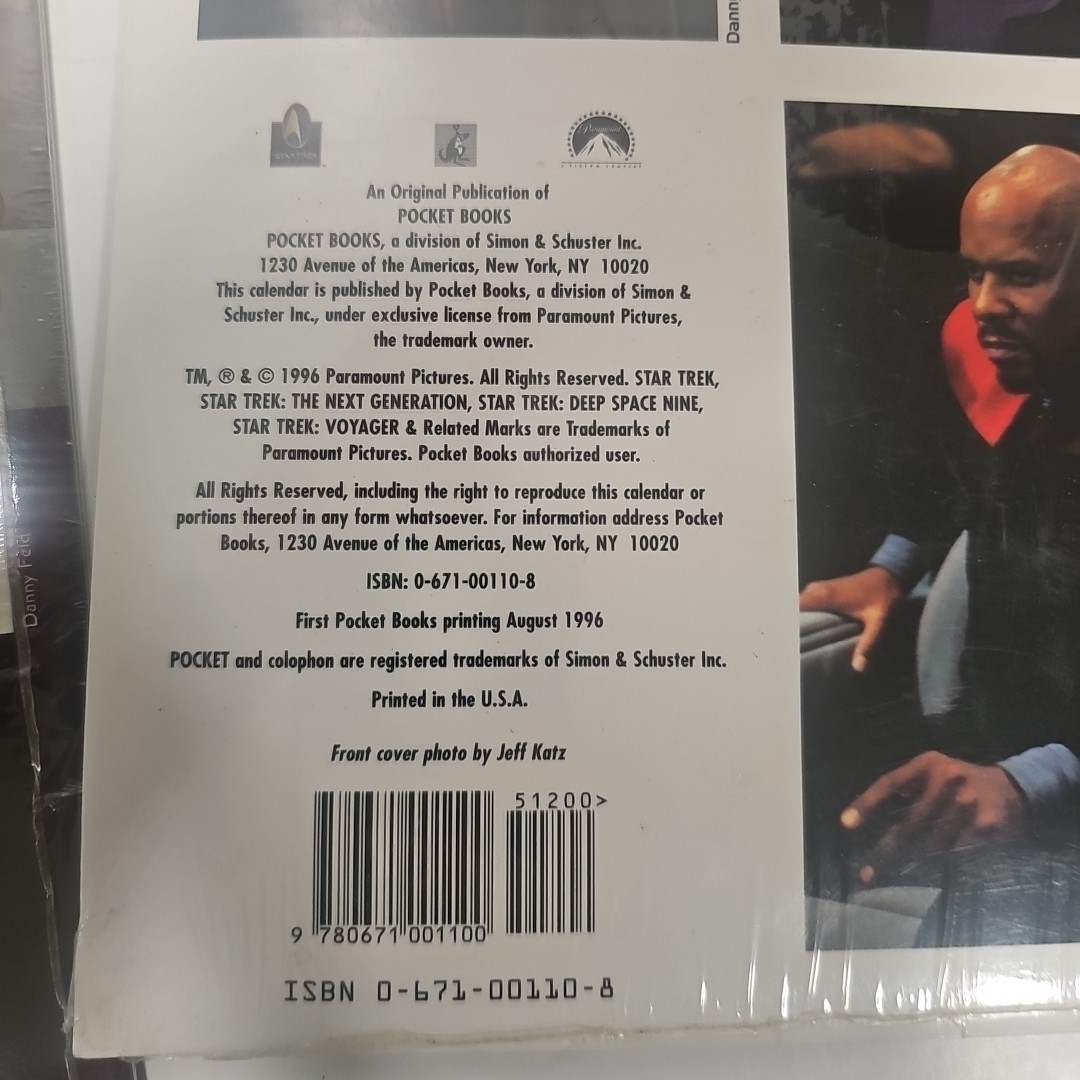 Danny Feld
Dann
STAR TREK
Paramount
An Original Publication of
POCKET BOOKS
POCKET BOOKS, a division of Simon & Schuster Inc.
1230 Avenue of the Americas, New York, NY 10020
This calendar is published by Pocket Books, a division of Simon &
Schuster Inc., under exclusive license from Paramount Pictures,
the trademark owner.
TM, ® & © 1996 Paramount Pictures. All Rights Reserved. STAR TREK,
STAR TREK: THE NEXT GENERATION, STAR TREK: DEEP SPACE NINE,
STAR TREK: VOYAGER & Related Marks are Trademarks of
Paramount Pictures. Pocket Books authorized user.
All Rights Reserved, including the right to reproduce this calendar or
portions thereof in any form whatsoever. For information address Pocket
Books, 1230 Avenue of the Americas, New York, NY 10020
ISBN: 0-671-00110-8
First Pocket Books printing August 1996
POCKET and colophon are registered trademarks of Simon & Schuster Inc.
Printed in the U.S.A.
Front cover photo by Jeff Katz
51200>
9 780671 001100
ISBN 0-671-00110-8